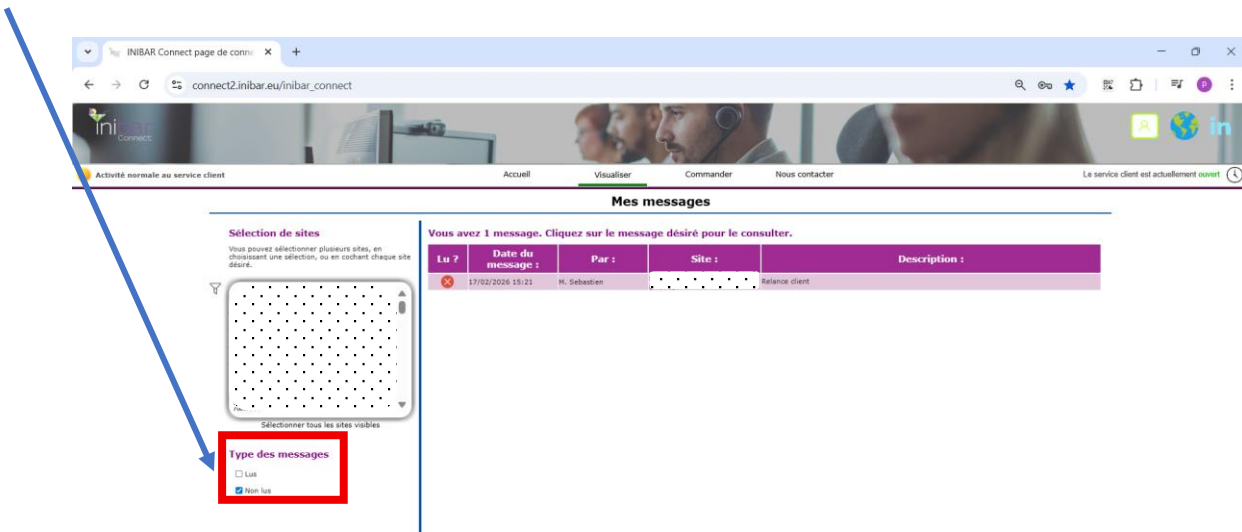 INIBAR Connect page de conne
connect2.inibar.eu/inibar_connect
P
ini
Connect
in
Activité normale au service client
Accueil
Visualiser
Commander
Nous contacter
Le service client est actuellement ouvert
Mes messages
Sélection de sites
Vous pouvez sélectionner plusieurs sites, en
choisissant une sélection, ou en cochant chaque site
désiré.
Sélectionner tous les sites visibles
Type des messages
Lus
Non lus
Vous avez 1 message. Cliquez sur le message désiré pour le consulter.
Lu ?
Date du
message :
Par :
Site :
Description :
17/02/2026 15:21
M. Sebastien
Relance client